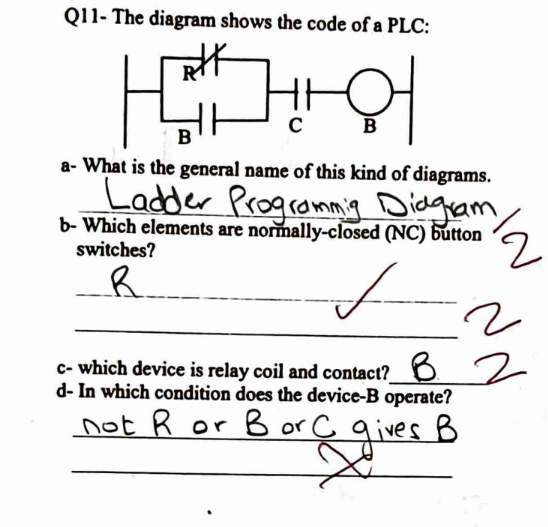 Q11- The diagram shows the code of a PLC:
R
B
C
B
a- What is the general name of this kind of diagrams.
Ladder Programmig Diagram
2
b- Which elements are normally-closed (NC) button
switches?
R
2
c- which device is relay coil and contact? B 2
d- In which condition does the device-B operate?
not R or B or C gives B